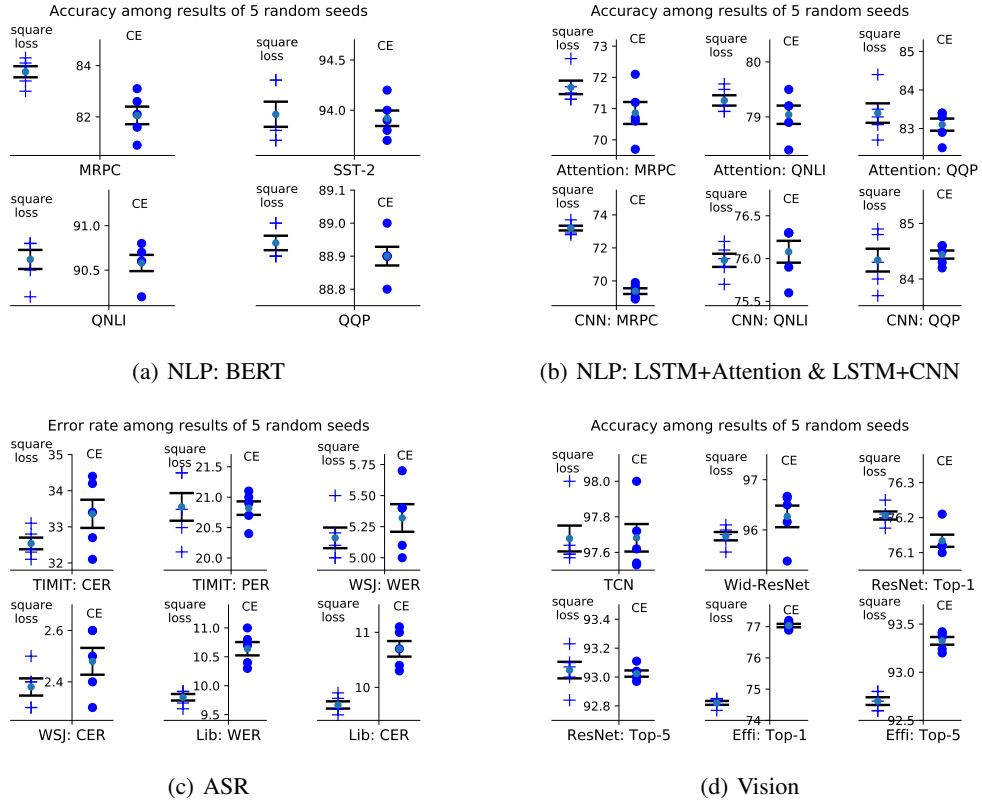 Accuracy among results of 5 random seeds
square
loss
CE
84
82
MRPC
square
loss
CE
94.5
94.0
SST-2
square
loss
CE
91.0
90.5
QNLI
square
loss
CE
89.1
89.0
88.9
88.8
QQP
(a) NLP: BERT
Accuracy among results of 5 random seeds
square
loss
CE
73
72
71
70
Attention: MRPC
square
loss
CE
80
79
Attention: QNLI
square
loss
CE
85
84
83
Attention: QQP
square
loss
CE
74
72
70
CNN: MRPC
square
loss
CE
76.5
76.0
75.5
CNN: QNLI
square
loss
CE
85
84
CNN: QQP
(b) NLP: LSTM+Attention & LSTM+CNN
Error rate among results of 5 random seeds
square
loss
CE
35
34
33
32
TIMIT: CER
square
loss
CE
21.5
21.0
20.5
20.0
TIMIT: PER
square
loss
CE
5.75
5.50
5.25
5.00
WSJ: WER
square
loss
CE
2.6
2.4
WSJ: CER
square
loss
CE
11.0
10.5
10.0
9.5
Lib: WER
square
loss
CE
11
10
Lib: CER
(c) ASR
Accuracy among results of 5 random seeds
square
loss
CE
98.0
97.8
97.6
TCN
square
loss
CE
97
96
Wid-ResNet
square
loss
CE
76.3
76.2
76.1
ResNet: Top-1
square
loss
CE
93.4
93.2
93.0
92.8
ResNet: Top-5
square
loss
CE
77
76
75
74
Effi: Top-1
square
loss
CE
93.5
93.0
92.5
Effi: Top-5
(d) Vision